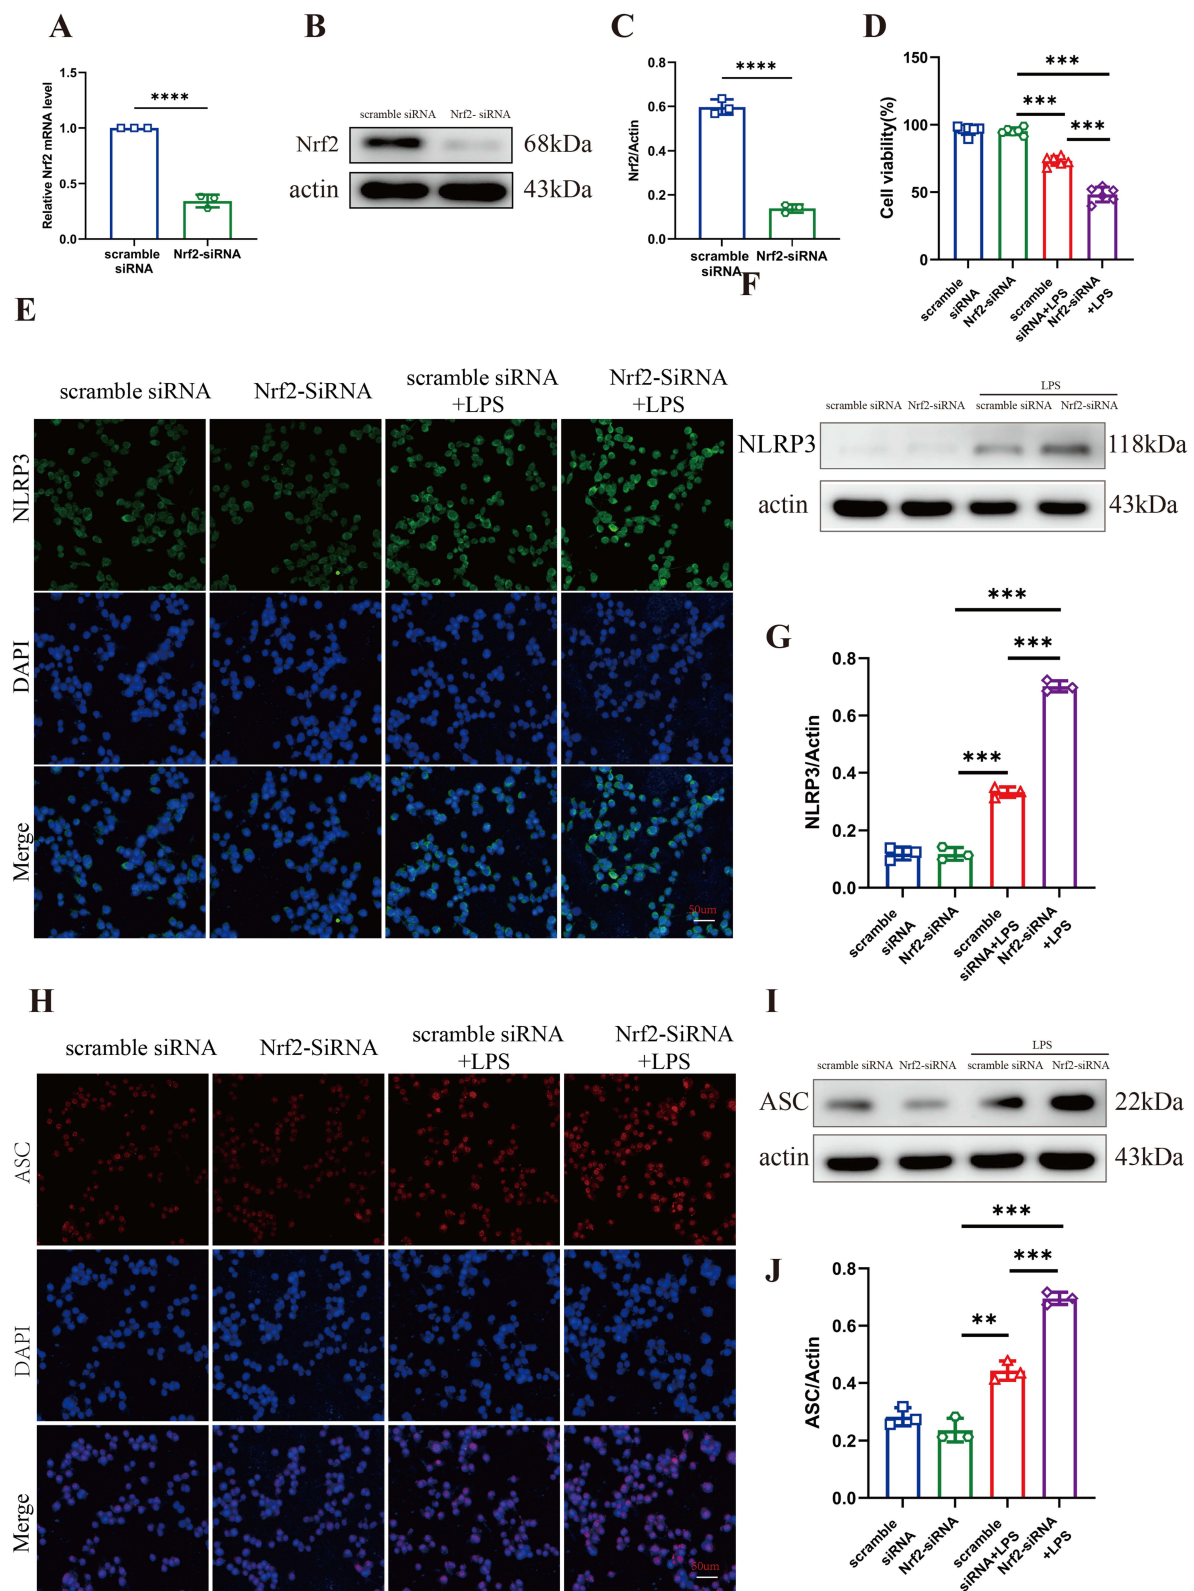 A
B
C
D
Relative Nrf2 mRNA level
1.5
1.0
0.5
0.0
****
scramble
siRNA
Nrf2-siRNA
scramble siRNA
Nrf2- siRNA
Nrf2
68kDa
actin
43kDa
Nrf2/Actin
0.8
0.6
0.4
0.2
0.0
****
scramble
siRNA
Nrf2-siRNA
Cell viability(%)
150
100
50
0
***
***
***
scramble
siRNA
Nrf2-siRNA
scramble
siRNA+LPS
Nrf2-siRNA
+LPS
E
scramble siRNA
Nrf2-SiRNA
scramble siRNA
+LPS
Nrf2-SiRNA
+LPS
NLRP3
DAPI
Merge
50um
F
LPS
scramble siRNA
Nrf2-siRNA
scramble siRNA
Nrf2-siRNA
NLRP3
118kDa
actin
43kDa
G
NLRP3/Actin
0.8
0.6
0.4
0.2
0.0
***
***
***
scramble
siRNA
Nrf2-siRNA
scramble
siRNA+LPS
Nrf2-siRNA
+LPS
H
scramble siRNA
Nrf2-SiRNA
scramble siRNA
+LPS
Nrf2-SiRNA
+LPS
ASC
DAPI
Merge
50um
I
LPS
scramble siRNA
Nrf2-siRNA
scramble siRNA
Nrf2-siRNA
ASC
22kDa
actin
43kDa
J
ASC/Actin
0.8
0.6
0.4
0.2
0.0
***
***
**
scramble
siRNA
Nrf2-siRNA
scramble
siRNA+LPS
Nrf2-siRNA
+LPS